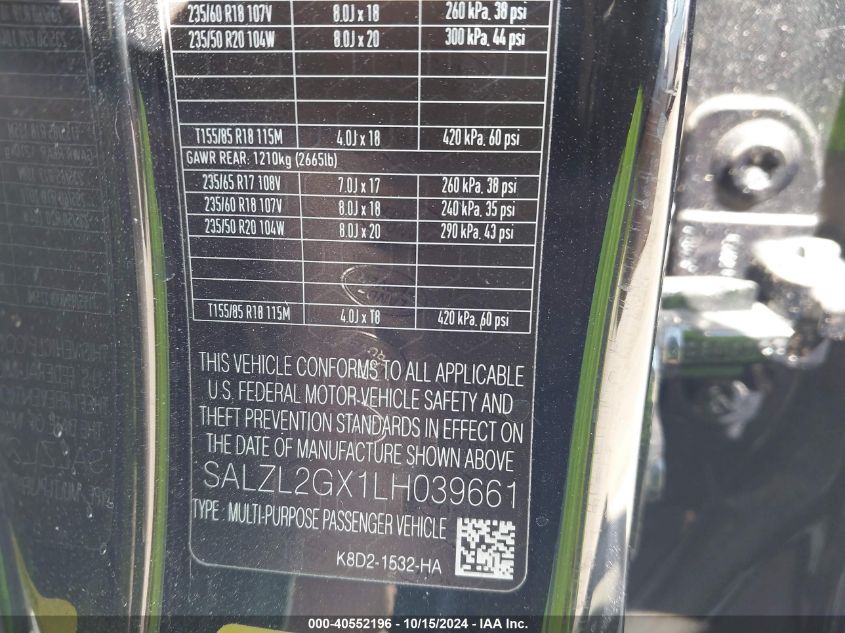 235/60 R18 107V 8.0J x 18 260 kPa, 38 psi
235/50 R20 104W 8.0J x 20 300 kPa, 44 psi
T155/85 R18 115M 4.0J x 18 420 kPa, 60 psi
GAWR REAR: 1210kg (2665lb)
235/65 R17 108V 7.0J x 17 260 kPa, 38 psi
235/60 R18 107V 8.0J x 18 240 kPa, 35 psi
235/50 R20 104W 8.0J x 20 290 kPa, 43 psi
T155/85 R18 115M 4.0J x 18 420 kPa, 60 psi
THIS VEHICLE CONFORMS TO ALL APPLICABLE
U.S. FEDERAL MOTOR VEHICLE SAFETY AND
THEFT PREVENTION STANDARDS IN EFFECT ON
THE DATE OF MANUFACTURE SHOWN ABOVE
SALZL2GX1LH039661
TYPE : MULTI-PURPOSE PASSENGER VEHICLE
K8D2-1532-HA
000-40552196 - 10/15/2024 - IAA Inc.